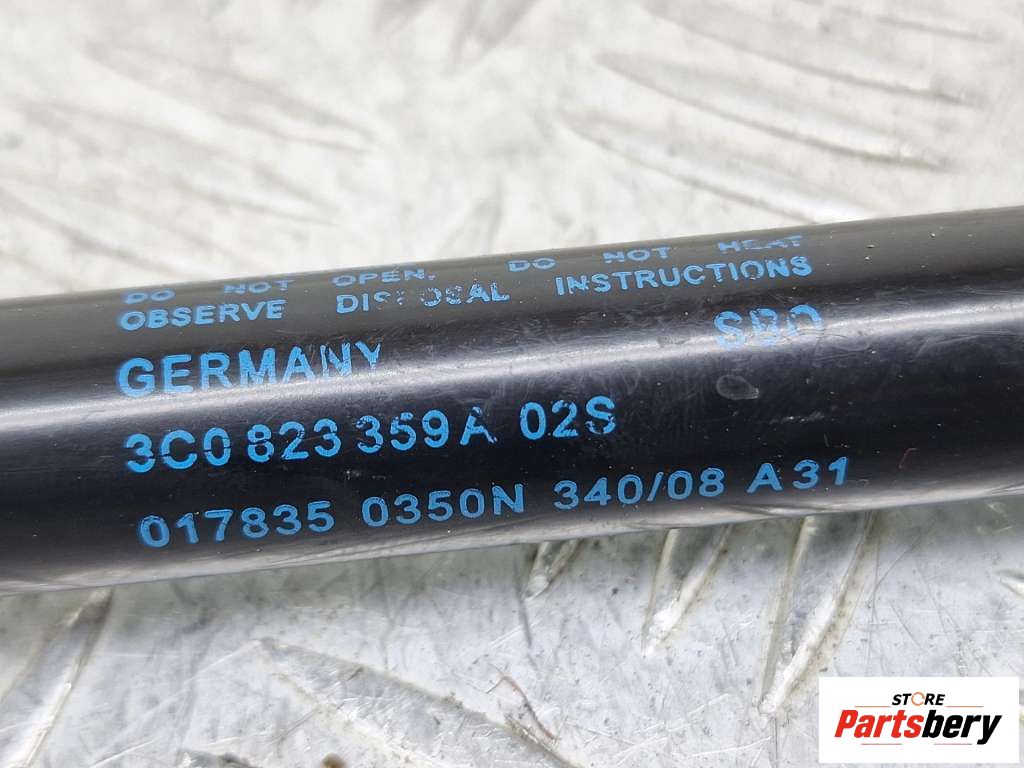 DO NOT OPEN. DO NOT HEAT
OBSERVE DISPOSAL INSTRUCTIONS
GERMANY
3C0 823 359A 02S
017835 0350N 340/08 A31
STORE
Partsbery